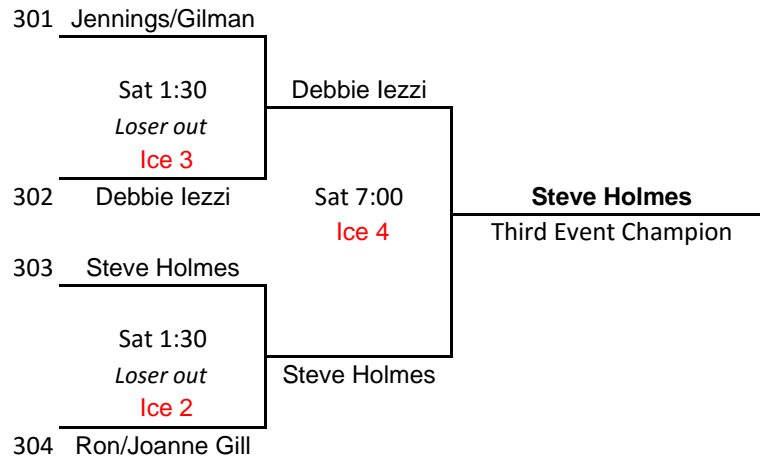 301 Jennings/Gilman
Sat 1:30 Debbie Iezzi
Loser out
Ice 3
302 Debbie Iezzi Sat 7:00 Steve Holmes
Ice 4 Third Event Champion
303 Steve Holmes
Sat 1:30
Loser out Steve Holmes
Ice 2
304 Ron/Joanne Gill